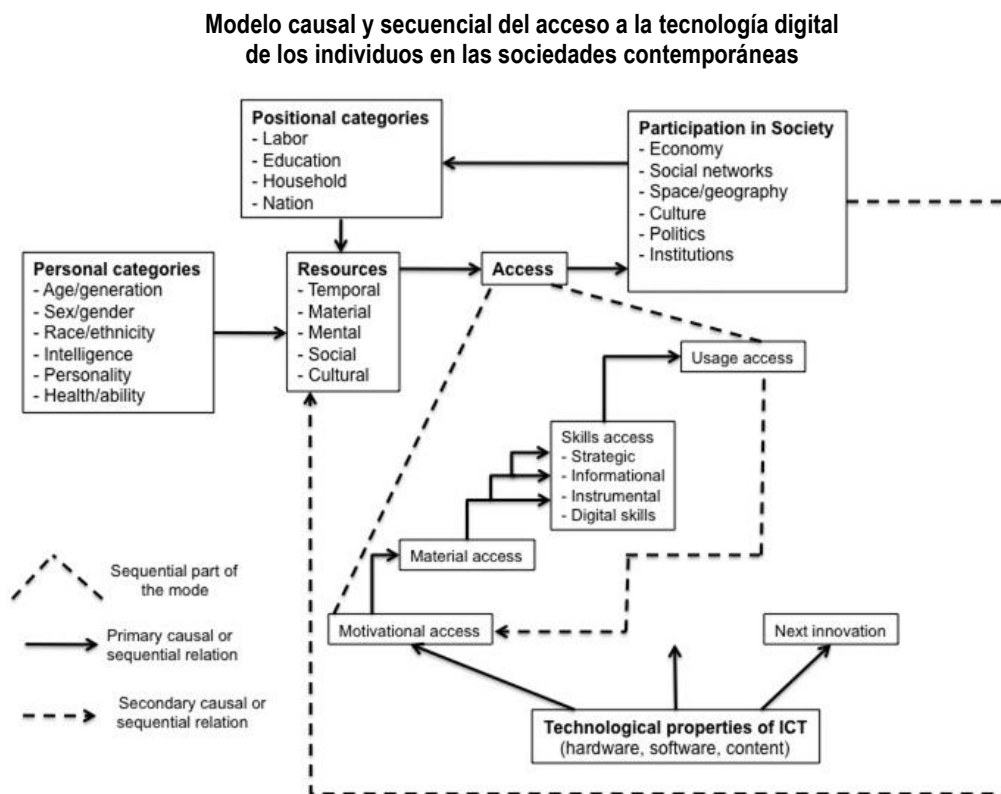 Modelo causal y secuencial del acceso a la tecnología digital
de los individuos en las sociedades contemporáneas
Positional categories
- Labor
- Education
- Household
- Nation
Participation in Society
- Economy
- Social networks
- Space/geography
- Culture
- Politics
- Institutions
Personal categories
- Age/generation
- Sex/gender
- Race/ethnicity
- Intelligence
- Personality
- Health/ability
Resources
- Temporal
- Material
- Mental
- Social
- Cultural
Access
Usage access
Skills access
- Strategic
- Informational
- Instrumental
- Digital skills
Material access
Motivational access
Next innovation
Sequential part of
the mode
Primary causal or
sequential relation
Secondary causal or
sequential relation
Technological properties of ICT
(hardware, software, content)